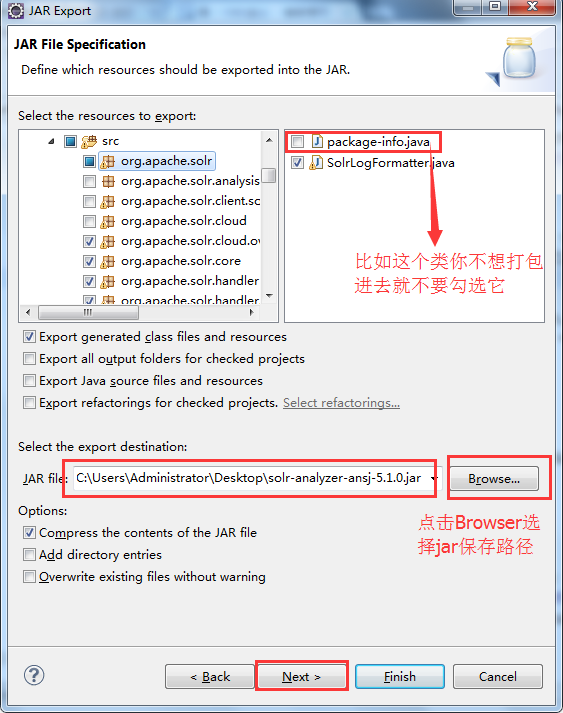 JAR Export
JAR File Specification
Define which resources should be exported into the JAR.
Select the resources to export:
src
org.apache.solr
org.apache.solr.analysis
org.apache.solr.client.sc
org.apache.solr.cloud
org.apache.solr.cloud.ov
org.apache.solr.core
org.apache.solr.handler
org.apache.solr.handler
package-info.java
SolrLogFormatter.java
比如这个类你不想打包
进去就不要勾选它
Export generated class files and resources
Export all output folders for checked projects
Export Java source files and resources
Export refactorings for checked projects. Select refactorings...
Select the export destination:
JAR file: C:\Users\Administrator\Desktop\solr-analyzer-ansj-5.1.0.jar Browse...
点击Browser选
择jar保存路径
Options:
Compress the contents of the JAR file
Add directory entries
Overwrite existing files without warning
< Back Next > Finish Cancel